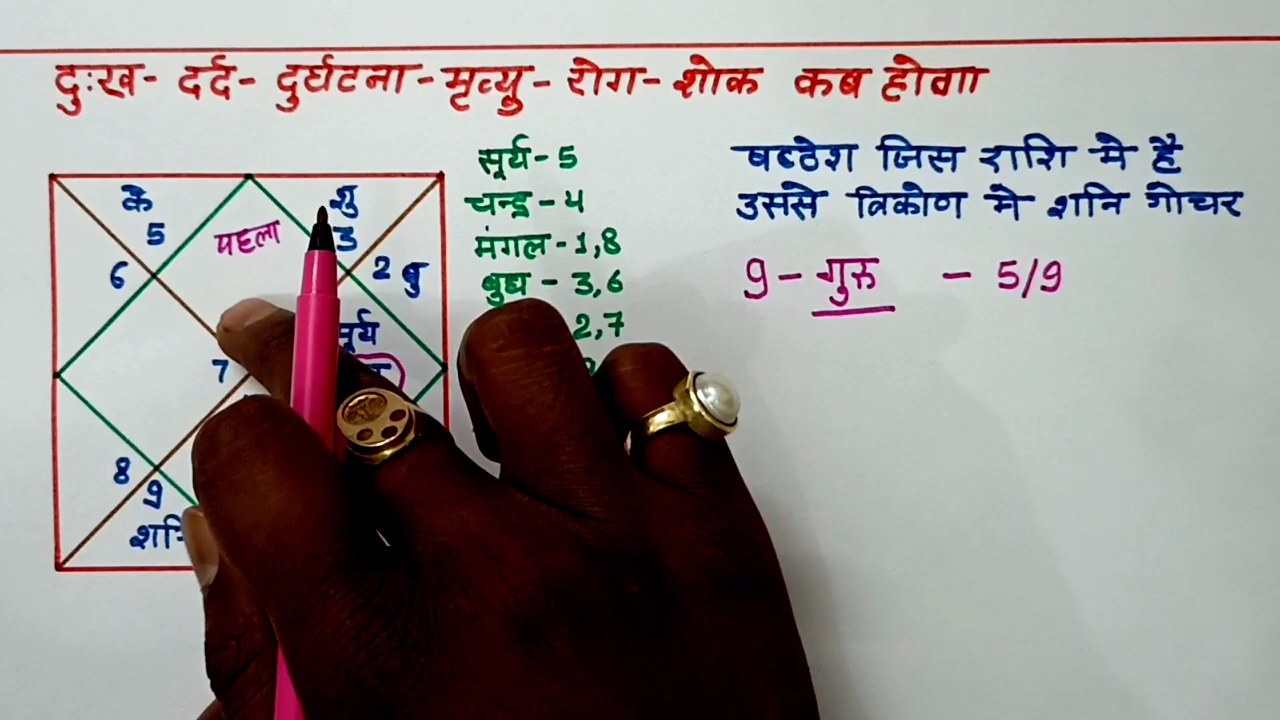 दुःख- दर्द- दुर्घटना-मृत्यु- रोग- शोक कब होगा
के
5
6
पहला
शु
3
2 बु
सूर्य
7
8
9
शनि
सूर्य-5
चन्द्र-4
मंगल-1,8
बुध-3,6
2,7
षष्ठेश जिस राशि मे है
उससे त्रिकोण मे शनि गोचर
9-गुरु - 5/9